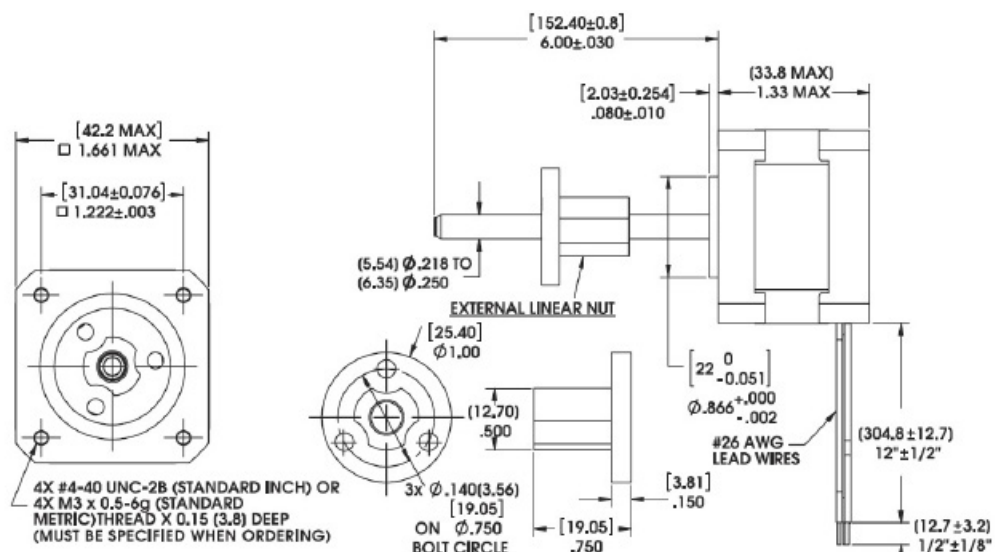 [152.40±0.8]
6.00±.030
(33.8 MAX)
1.33 MAX
[2.03±0.254]
.080±.010
[42.2 MAX]
□ 1.661 MAX
[31.04±0.076]
□ 1.222±.003
(5.54) Ø.218 TO
(6.35) Ø.250
EXTERNAL LINEAR NUT
[25.40]
Ø1.00
[22 0 -0.051]
Ø.866 +.000 -.002
(12.70)
.500
#26 AWG
LEAD WIRES
(304.8±12.7)
12"±1/2"
4X #4-40 UNC-2B (STANDARD INCH) OR
4X M3 x 0.5-6g (STANDARD
METRIC)THREAD X 0.15 (3.8) DEEP
(MUST BE SPECIFIED WHEN ORDERING)
3x Ø.140(3.56)
[19.05]
ON Ø.750
BOLT CIRCLE
[3.81]
.150
[19.05]
.750
(12.7±3.2)
1/2"±1/8"